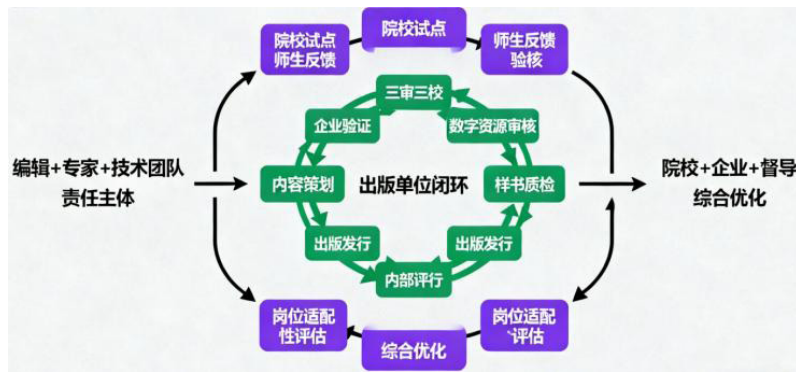 院校试点
院校试点
师生反馈
师生反馈
验核
三审三校
企业验证
数字资源审核
编辑+专家+技术团队
责任主体
内容策划
出版单位闭环
样书质检
院校+企业+督导
综合优化
出版发行
出版发行
内部评行
岗位适配
性评估
岗位适配
评估
综合优化